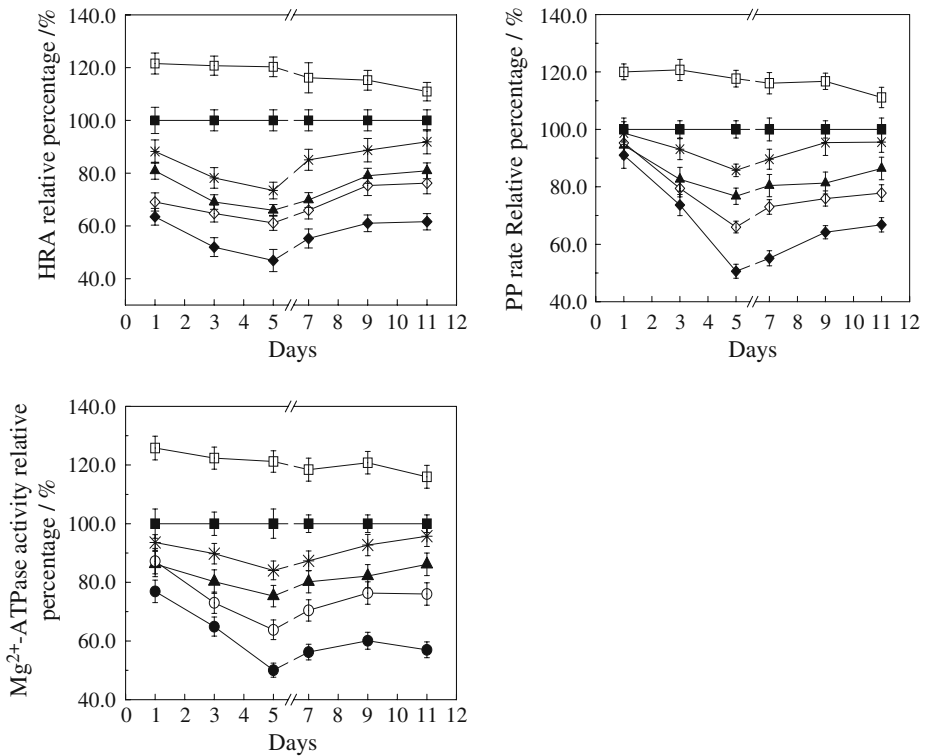 HRA relative percentage /%
140.0
120.0
100.0
80.0
60.0
40.0
0 1 2 3 4 5 6 7 8 9 10 11 12
Days
PP rate Relative percentage / %
140.0
120.0
100.0
80.0
60.0
40.0
0 1 2 3 4 5 6 7 8 9 10 11 12
Days
Mg²⁺-ATPase activity relative
percentage / %
140.0
120.0
100.0
80.0
60.0
40.0
0 1 2 3 4 5 6 7 8 9 10 11 12
Days